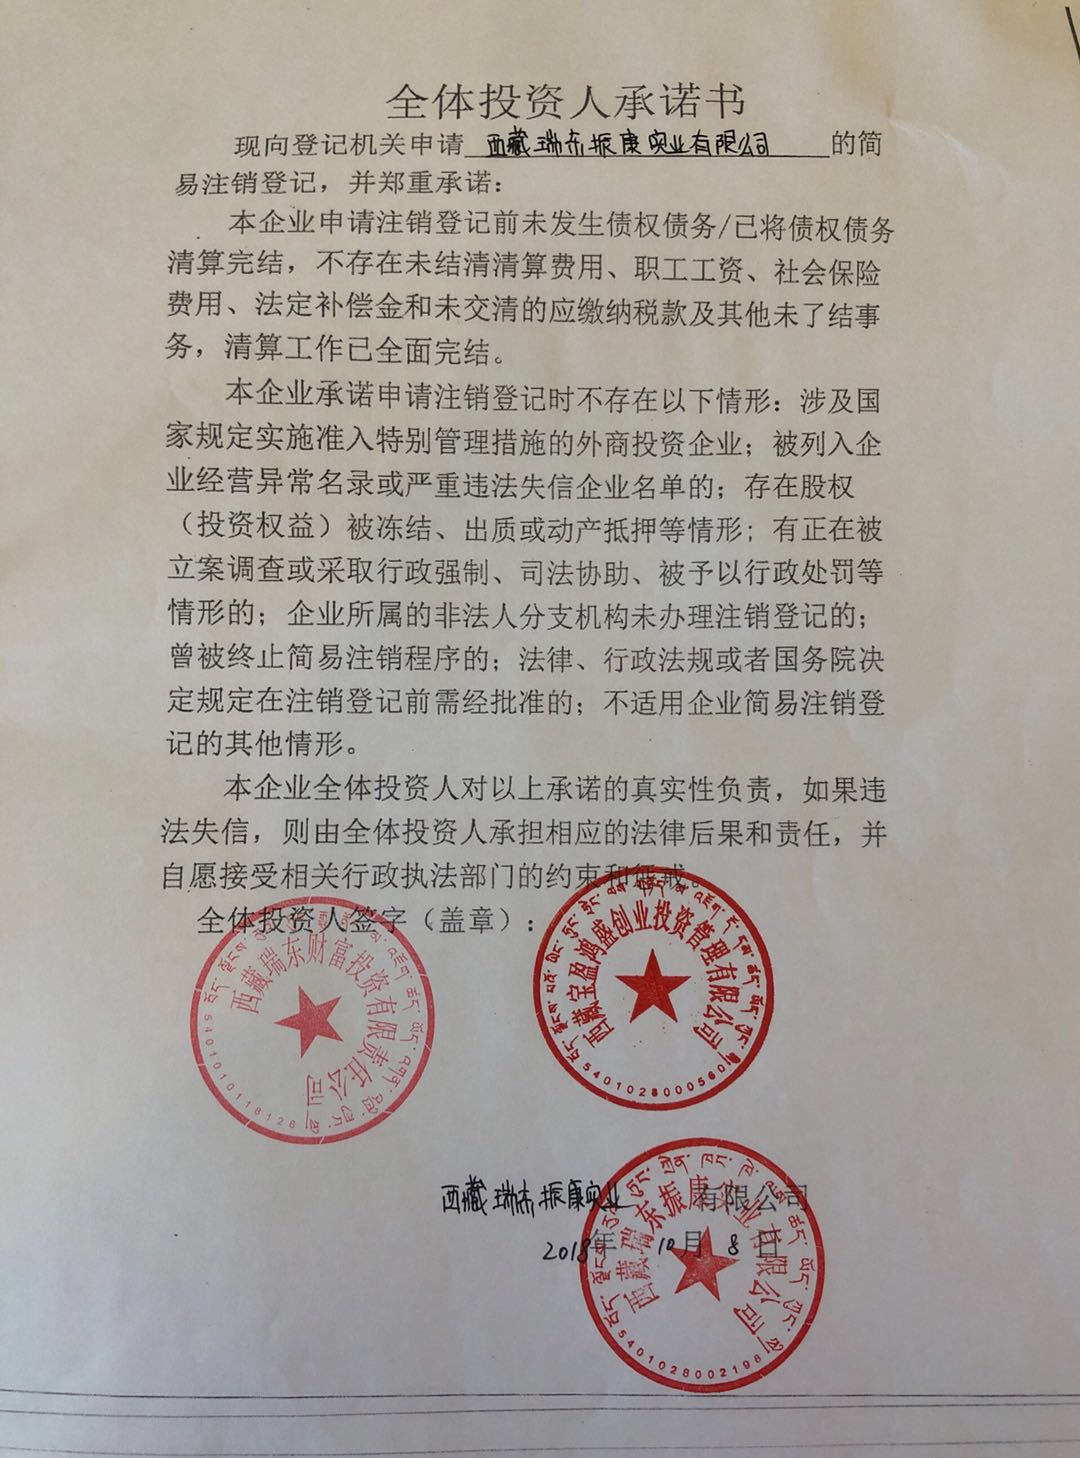 全体投资人承诺书
现向登记机关申请 西藏瑞东振康实业有限公司 的简
易注销登记，并郑重承诺：
本企业申请注销登记前未发生债权债务/已将债权债务
清算完结，不存在未结清清算费用、职工工资、社会保险
费用、法定补偿金和未交清的应缴纳税款及其他未了结事
务，清算工作已全面完结。
本企业承诺申请注销登记时不存在以下情形：涉及国
家规定实施准入特别管理措施的外商投资企业；被列入企
业经营异常名录或严重违法失信企业名单的；存在股权
（投资权益）被冻结、出质或动产抵押等情形；有正在被
立案调查或采取行政强制、司法协助、被予以行政处罚等
情形的；企业所属的非法人分支机构未办理注销登记的；
曾被终止简易注销程序的；法律、行政法规或者国务院决
定规定在注销登记前需经批准的；不适用企业简易注销登
记的其他情形。
本企业全体投资人对以上承诺的真实性负责，如果违
法失信，则由全体投资人承担相应的法律后果和责任，并
自愿接受相关行政执法部门的约束和惩戒。
全体投资人签字（盖章）：
西藏瑞东财富投资有限责任公司
5401010118128
西藏宝盈鸿盛创业投资管理有限公司
5401028000560
西藏瑞东振康实业 有限公司
2018年 10月 8日
西藏瑞东振康实业有限公司
5401028002198